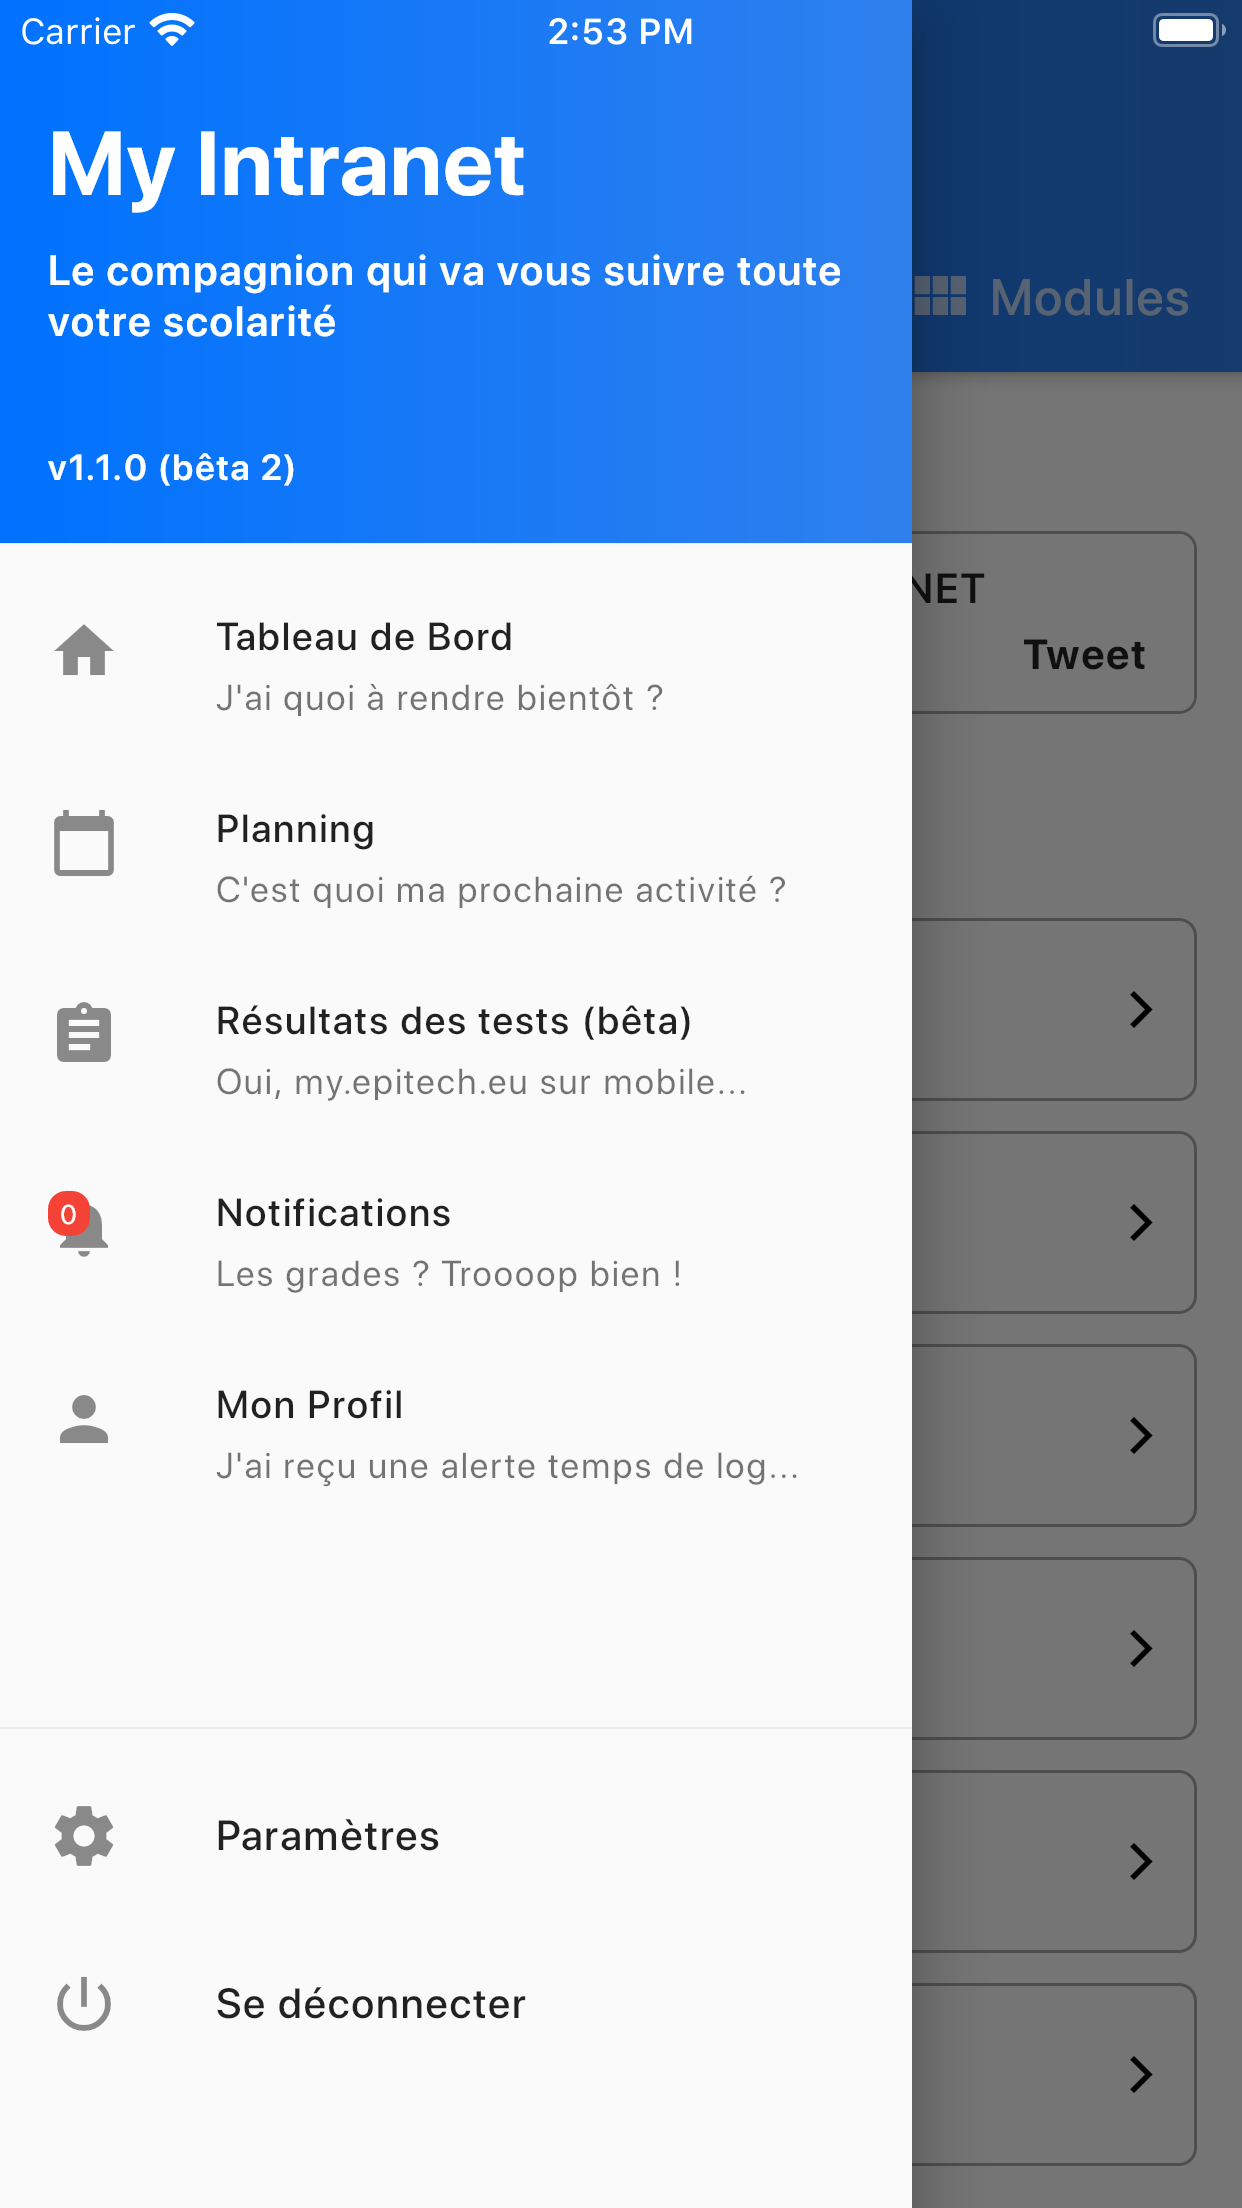 Carrier 2:53 PM
My Intranet
Le compagnion qui va vous suivre toute
votre scolarité
Modules
v1.1.0 (bêta 2)
NET
Tweet
Tableau de Bord
J'ai quoi à rendre bientôt ?
Planning
C'est quoi ma prochaine activité ?
Résultats des tests (bêta)
Oui, my.epitech.eu sur mobile...
0
Notifications
Les grades ? Troooop bien !
Mon Profil
J'ai reçu une alerte temps de log...
Paramètres
Se déconnecter